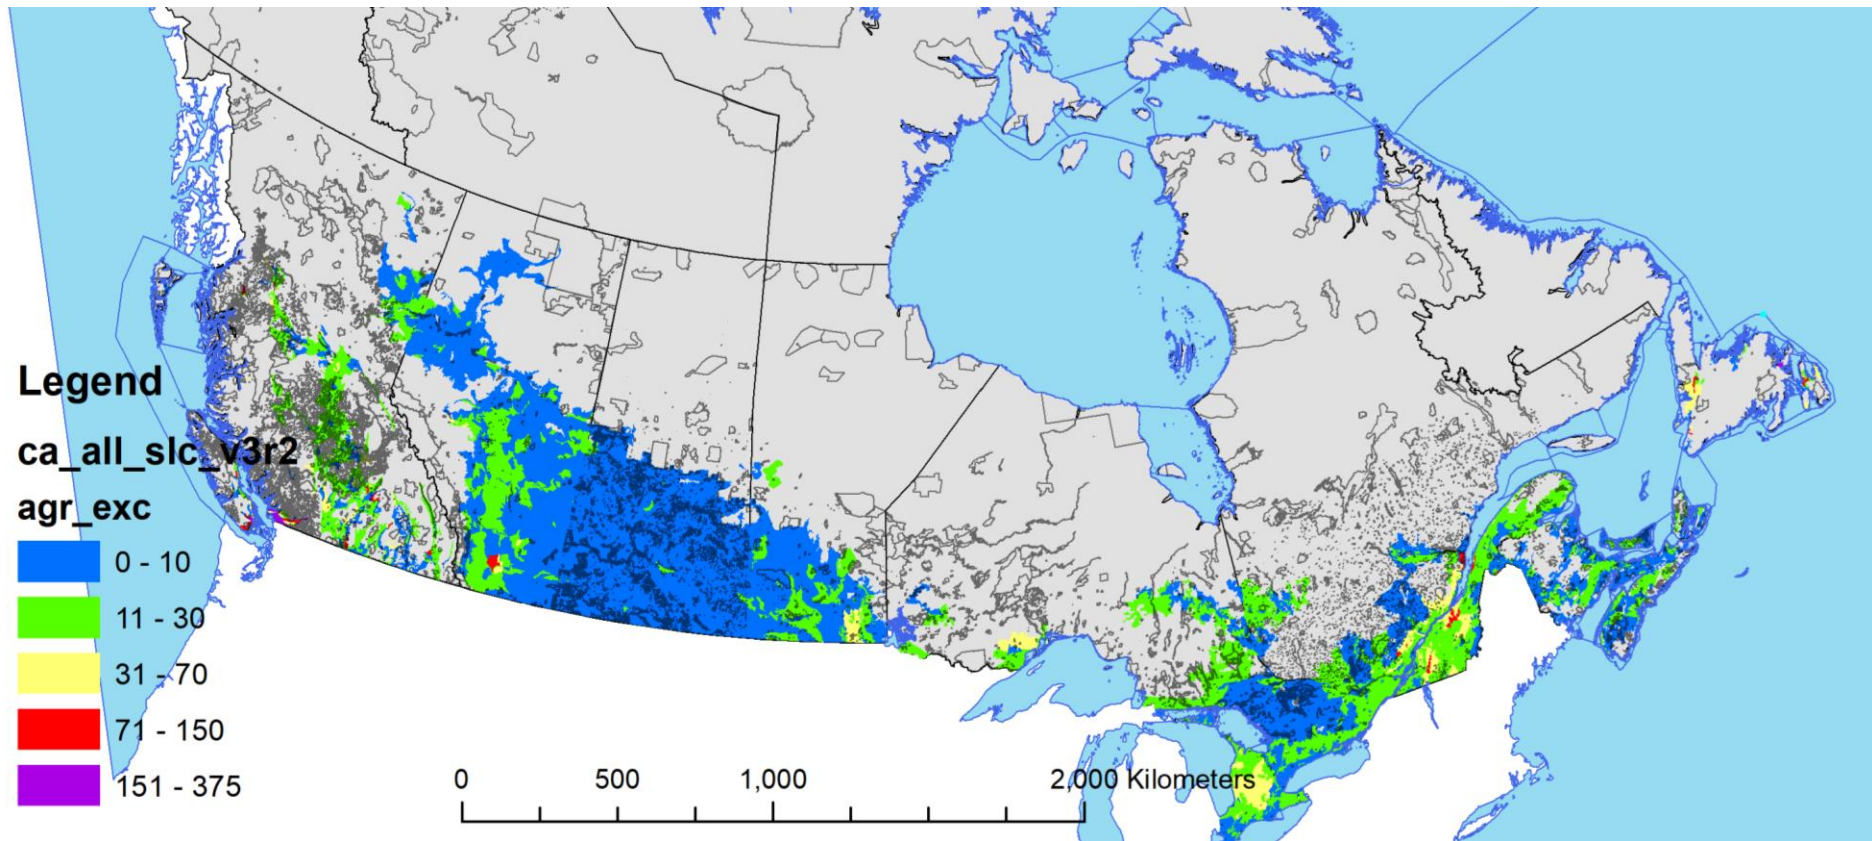 Legend
ca_all_slc_v3r2
agr_exc
0 - 10
11 - 30
31 - 70
71 - 150
151 - 375
0 500 1,000 2,000 Kilometers